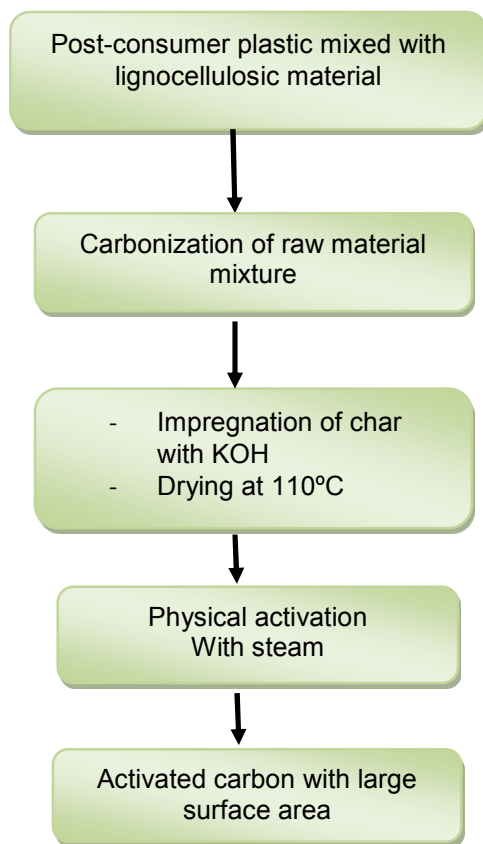 Post-consumer plastic mixed with
lignocellulosic material
Carbonization of raw material
mixture
- Impregnation of char
with KOH
- Drying at 110ºC
Physical activation
With steam
Activated carbon with large
surface area